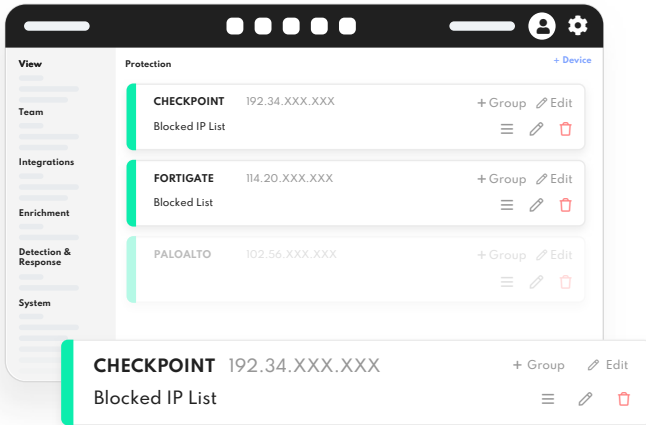 View
Team
Integrations
Enrichment
Detection &
Response
System
Protection
+ Device
CHECKPOINT 192.34.XXX.XXX + Group Edit
Blocked IP List
FORTIGATE 114.20.XXX.XXX + Group Edit
Blocked List
PALOALTO 102.56.XXX.XXX + Group Edit
CHECKPOINT 192.34.XXX.XXX + Group Edit
Blocked IP List